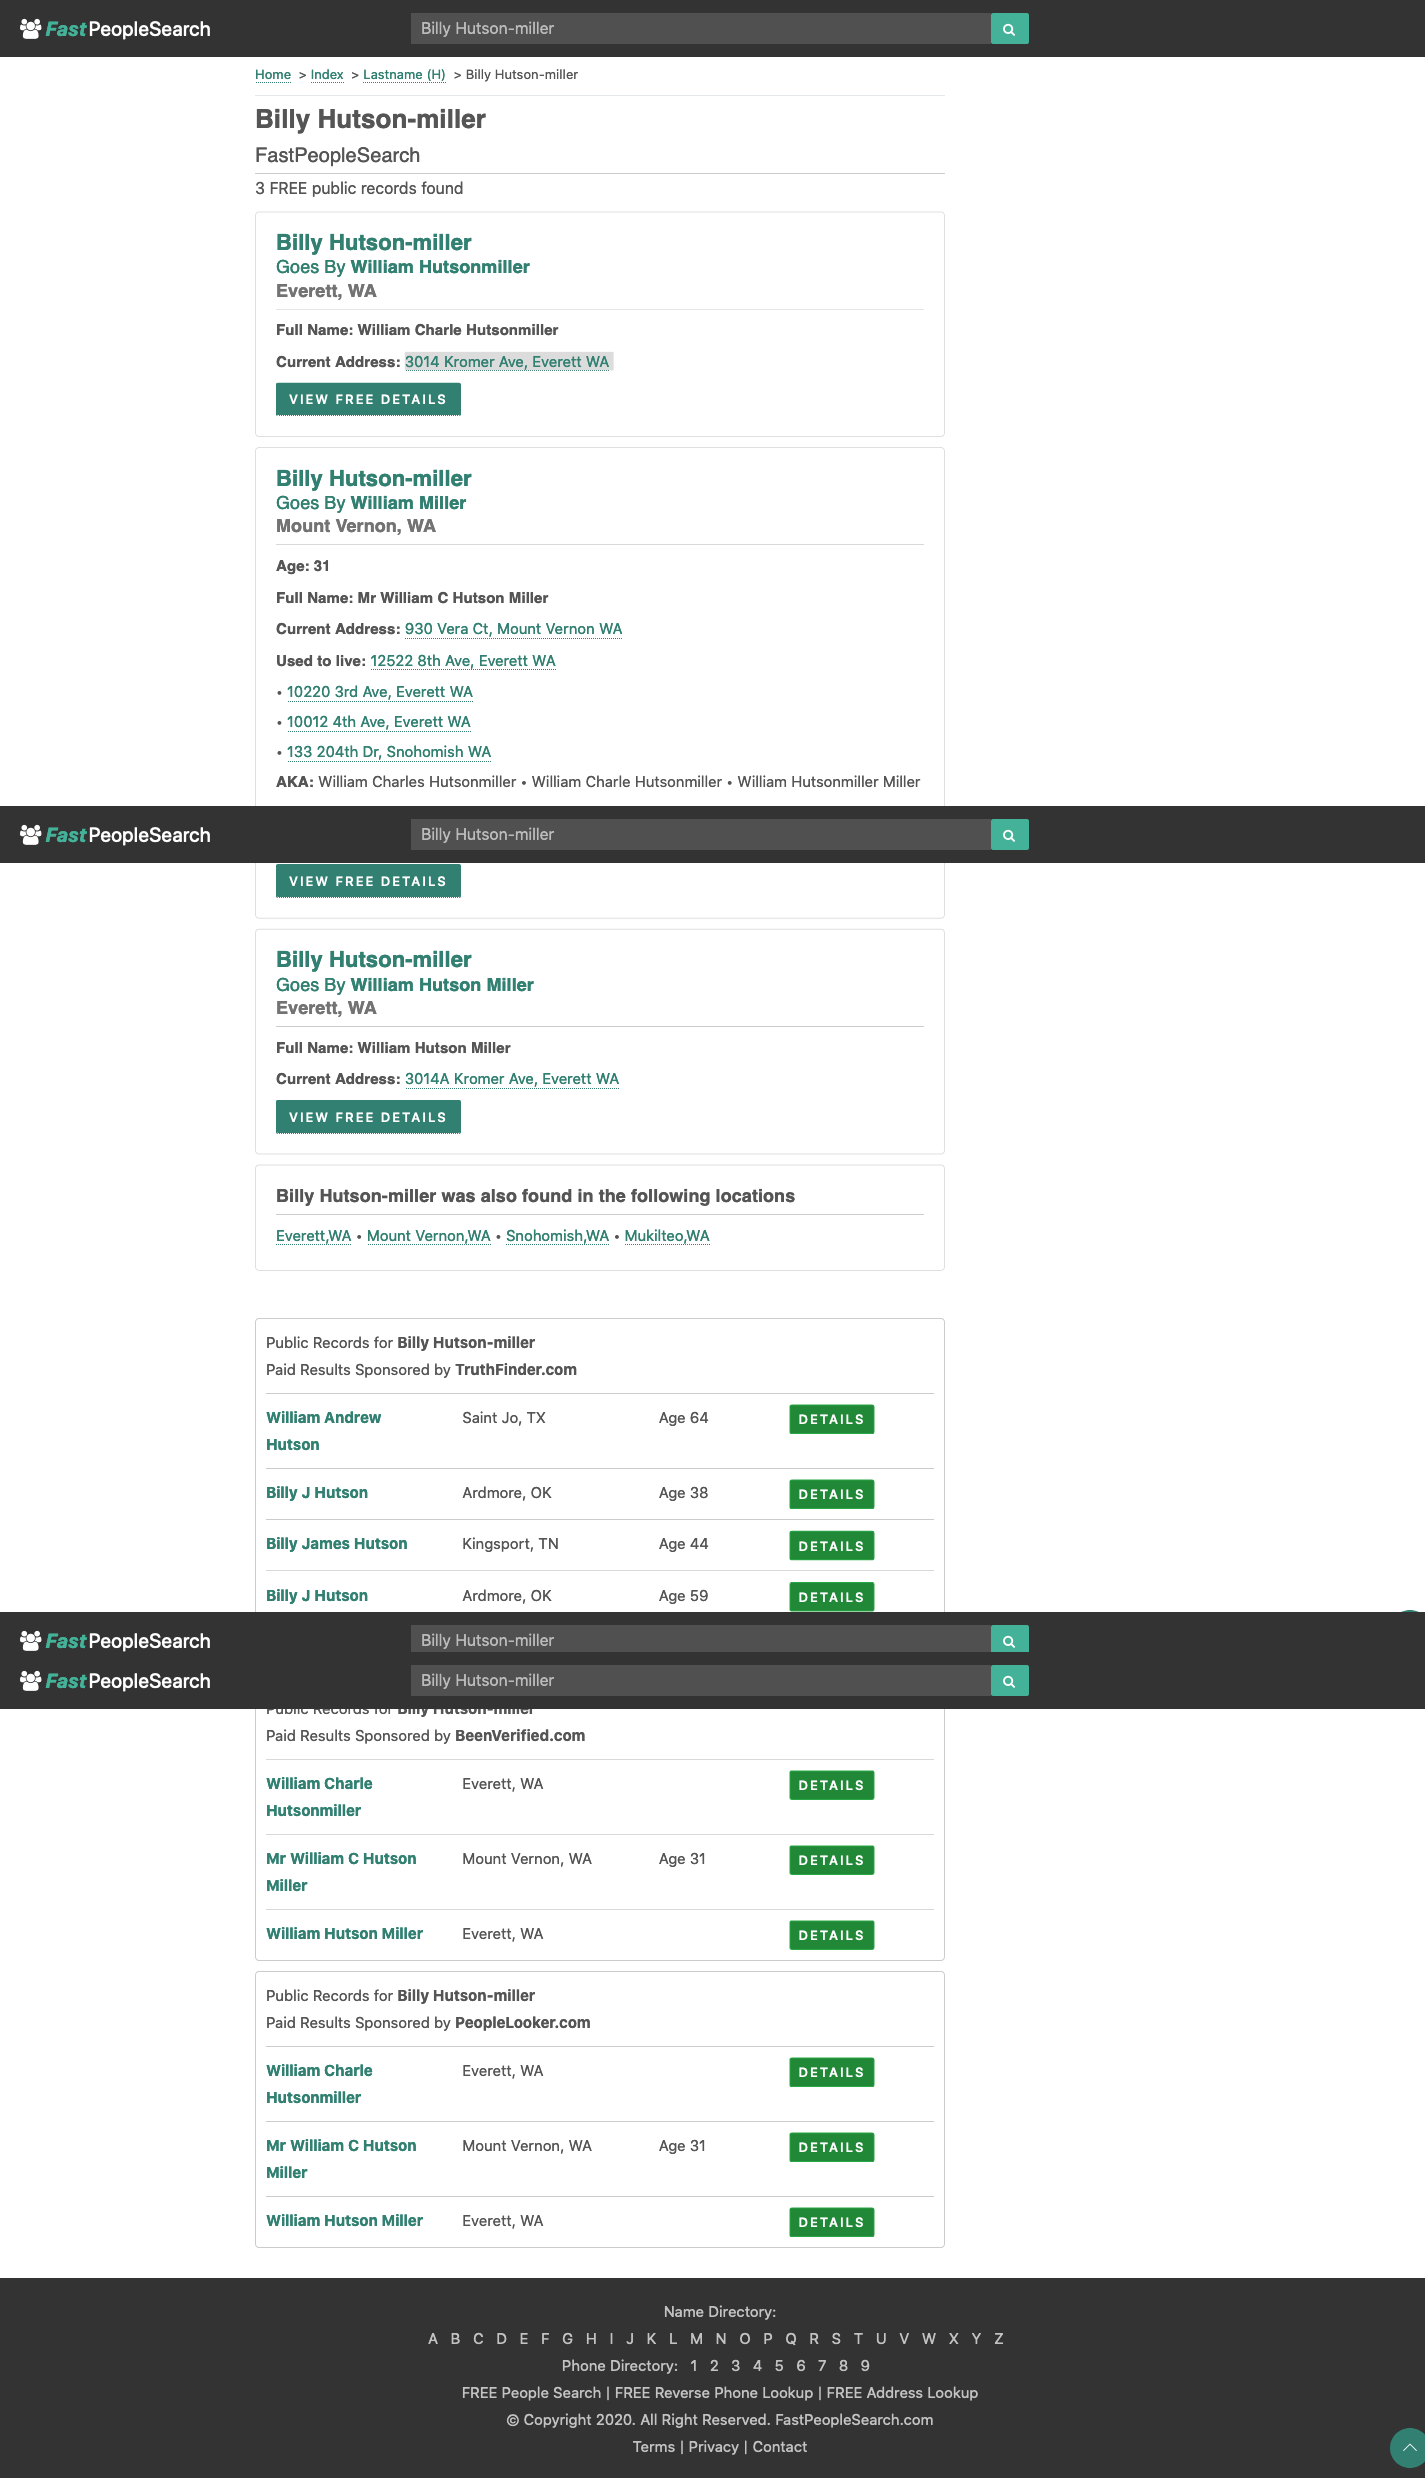 FastPeopleSearch
Billy Hutson-miller
Home > Index > Lastname (H) > Billy Hutson-miller
Billy Hutson-miller
FastPeopleSearch
3 FREE public records found
Billy Hutson-miller
Goes By William Hutsonmiller
Everett, WA
Full Name: William Charle Hutsonmiller
Current Address: 3014 Kromer Ave, Everett WA
VIEW FREE DETAILS
Billy Hutson-miller
Goes By William Miller
Mount Vernon, WA
Age: 31
Full Name: Mr William C Hutson Miller
Current Address: 930 Vera Ct, Mount Vernon WA
Used to live: 12522 8th Ave, Everett WA
• 10220 3rd Ave, Everett WA
• 10012 4th Ave, Everett WA
• 133 204th Dr, Snohomish WA
AKA: William Charles Hutsonmiller • William Charle Hutsonmiller • William Hutsonmiller Miller
FastPeopleSearch
Billy Hutson-miller
VIEW FREE DETAILS
Billy Hutson-miller
Goes By William Hutson Miller
Everett, WA
Full Name: William Hutson Miller
Current Address: 3014A Kromer Ave, Everett WA
VIEW FREE DETAILS
Billy Hutson-miller was also found in the following locations
Everett,WA • Mount Vernon,WA • Snohomish,WA • Mukilteo,WA
Public Records for Billy Hutson-miller
Paid Results Sponsored by TruthFinder.com
William Andrew Hutson Saint Jo, TX Age 64 DETAILS
Billy J Hutson Ardmore, OK Age 38 DETAILS
Billy James Hutson Kingsport, TN Age 44 DETAILS
Billy J Hutson Ardmore, OK Age 59 DETAILS
FastPeopleSearch
Billy Hutson-miller
FastPeopleSearch
Billy Hutson-miller
Public Records for Billy Hutson-miller
Paid Results Sponsored by BeenVerified.com
William Charle Hutsonmiller Everett, WA DETAILS
Mr William C Hutson Miller Mount Vernon, WA Age 31 DETAILS
William Hutson Miller Everett, WA DETAILS
Public Records for Billy Hutson-miller
Paid Results Sponsored by PeopleLooker.com
William Charle Hutsonmiller Everett, WA DETAILS
Mr William C Hutson Miller Mount Vernon, WA Age 31 DETAILS
William Hutson Miller Everett, WA DETAILS
Name Directory:
A B C D E F G H I J K L M N O P Q R S T U V W X Y Z
Phone Directory: 1 2 3 4 5 6 7 8 9
FREE People Search | FREE Reverse Phone Lookup | FREE Address Lookup
© Copyright 2020. All Right Reserved. FastPeopleSearch.com
Terms | Privacy | Contact